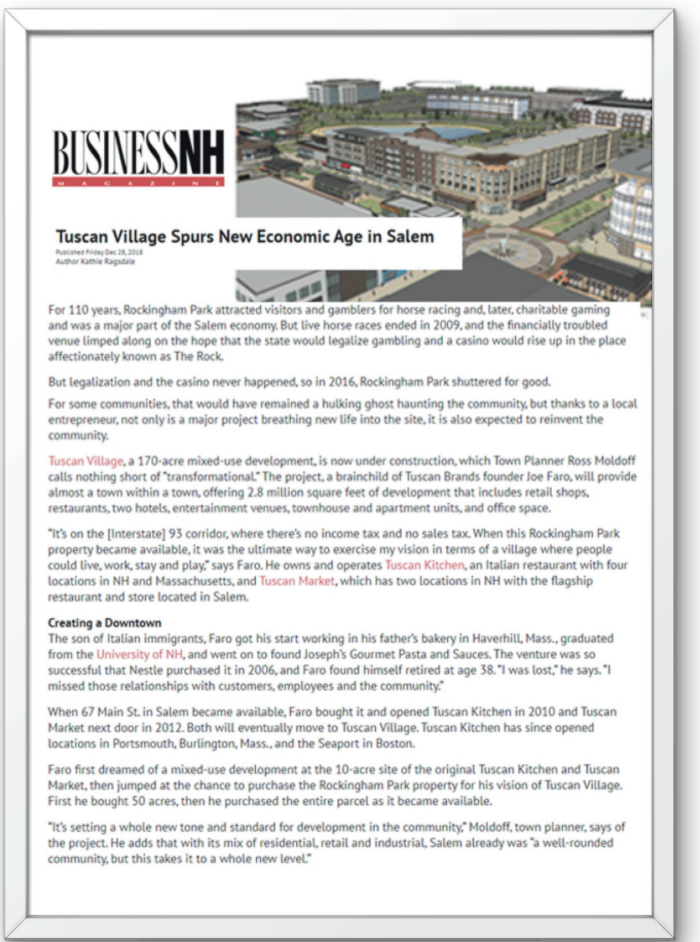 BUSINESSNH
MAGAZINE
Tuscan Village Spurs New Economic Age in Salem
Published Friday Dec 28, 2018
Author Kathie Ragsdale
For 110 years, Rockingham Park attracted visitors and gamblers for horse racing and, later, charitable gaming
and was a major part of the Salem economy. But live horse races ended in 2009, and the financially troubled
venue limped along on the hope that the state would legalize gambling and a casino would rise up in the place
affectionately known as The Rock.
But legalization and the casino never happened, so in 2016, Rockingham Park shuttered for good.
For some communities, that would have remained a hulking ghost haunting the community, but thanks to a local
entrepreneur, not only is a major project breathing new life into the site, it is also expected to reinvent the
community.
Tuscan Village, a 170-acre mixed-use development, is now under construction, which Town Planner Ross Moldoff
calls nothing short of "transformational." The project, a brainchild of Tuscan Brands founder Joe Faro, will provide
almost a town within a town, offering 2.8 million square feet of development that includes retail shops,
restaurants, two hotels, entertainment venues, townhouse and apartment units, and office space.
"It's on the [Interstate] 93 corridor, where there's no income tax and no sales tax. When this Rockingham Park
property became available, it was the ultimate way to exercise my vision in terms of a village where people
could live, work, stay and play," says Faro. He owns and operates Tuscan Kitchen, an Italian restaurant with four
locations in NH and Massachusetts, and Tuscan Market, which has two locations in NH with the flagship
restaurant and store located in Salem.
Creating a Downtown
The son of Italian immigrants, Faro got his start working in his father's bakery in Haverhill, Mass., graduated
from the University of NH, and went on to found Joseph's Gourmet Pasta and Sauces. The venture was so
successful that Nestle purchased it in 2006, and Faro found himself retired at age 38. "I was lost," he says. "I
missed those relationships with customers, employees and the community."
When 67 Main St. in Salem became available, Faro bought it and opened Tuscan Kitchen in 2010 and Tuscan
Market next door in 2012. Both will eventually move to Tuscan Village. Tuscan Kitchen has since opened
locations in Portsmouth, Burlington, Mass., and the Seaport in Boston.
Faro first dreamed of a mixed-use development at the 10-acre site of the original Tuscan Kitchen and Tuscan
Market, then jumped at the chance to purchase the Rockingham Park property for his vision of Tuscan Village.
First he bought 50 acres, then he purchased the entire parcel as it became available.
"It's setting a whole new tone and standard for development in the community," Moldoff, town planner, says of
the project. He adds that with its mix of residential, retail and industrial, Salem already was "a well-rounded
community, but this takes it to a whole new level."